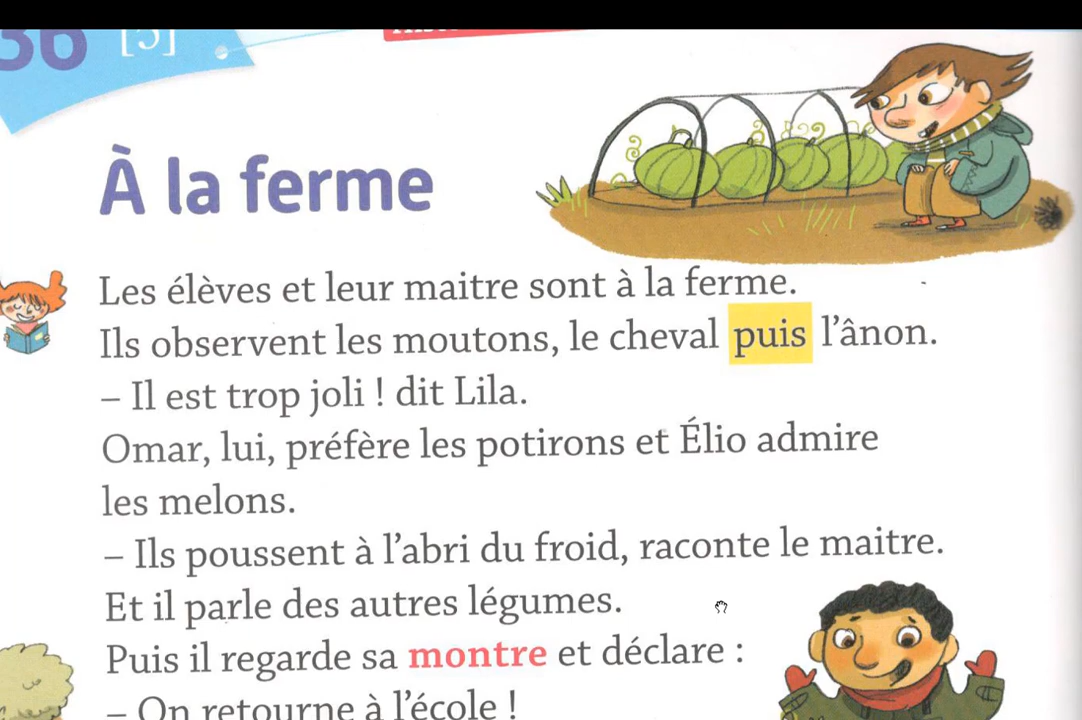 36 [5]
À la ferme
Les élèves et leur maitre sont à la ferme.
Ils observent les moutons, le cheval puis l'ânon.
– Il est trop joli ! dit Lila.
Omar, lui, préfère les potirons et Élio admire
les melons.
– Ils poussent à l'abri du froid, raconte le maitre.
Et il parle des autres légumes.
Puis il regarde sa montre et déclare :
– On retourne à l'école !